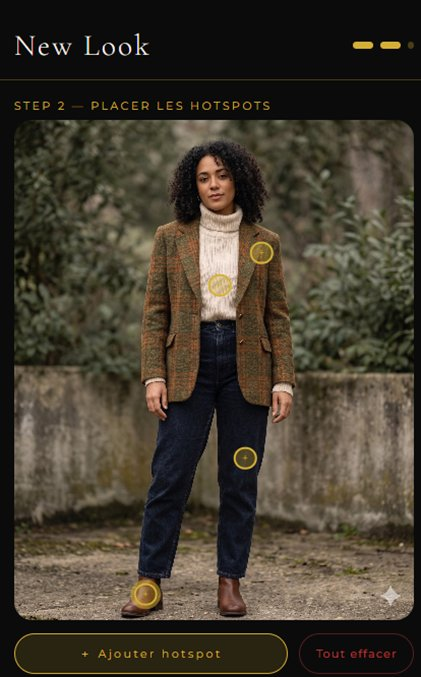 New Look
STEP 2 — PLACER LES HOTSPOTS
+ Ajouter hotspot
Tout effacer